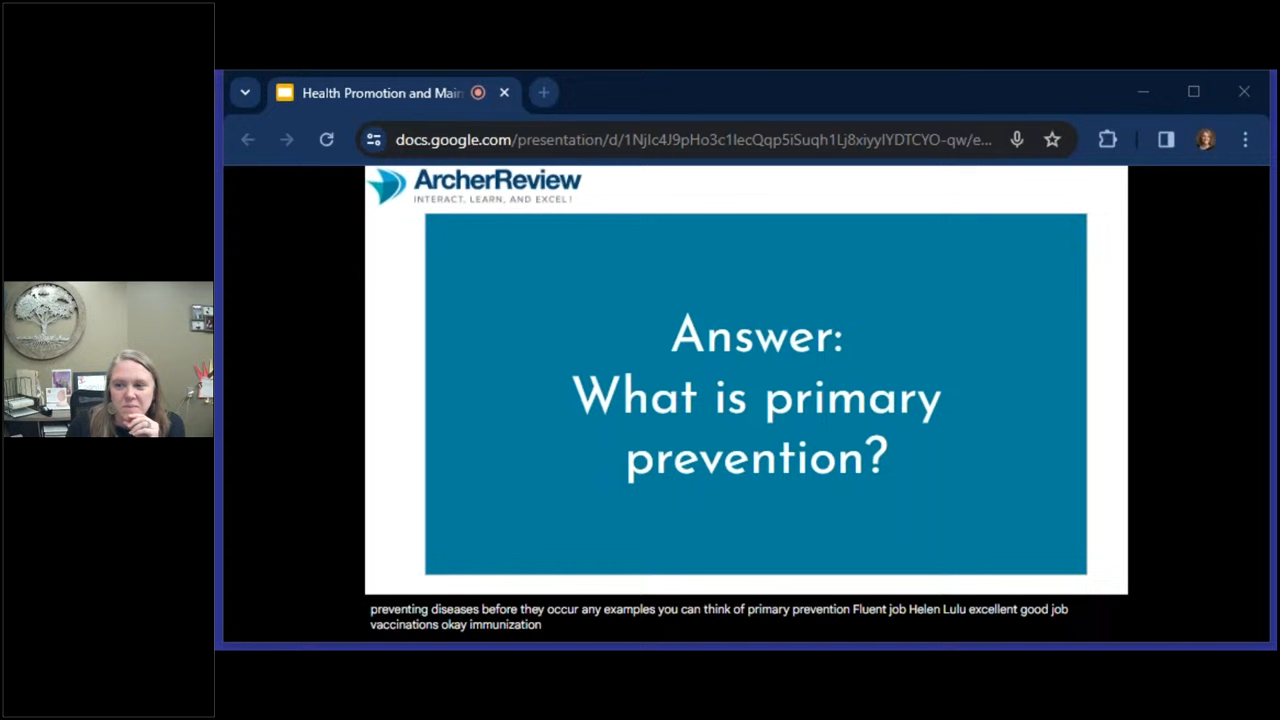 Health Promotion and Main
docs.google.com/presentation/d/1NjIc4J9pHo3c1IecQqp5iSuqh1Lj8xiyyIYDTCYO-qw/e...
ArcherReview
INTERACT, LEARN, AND EXCEL!
Answer:
What is primary
prevention?
preventing diseases before they occur any examples you can think of primary prevention Fluent job Helen Lulu excellent good job
vaccinations okay immunization